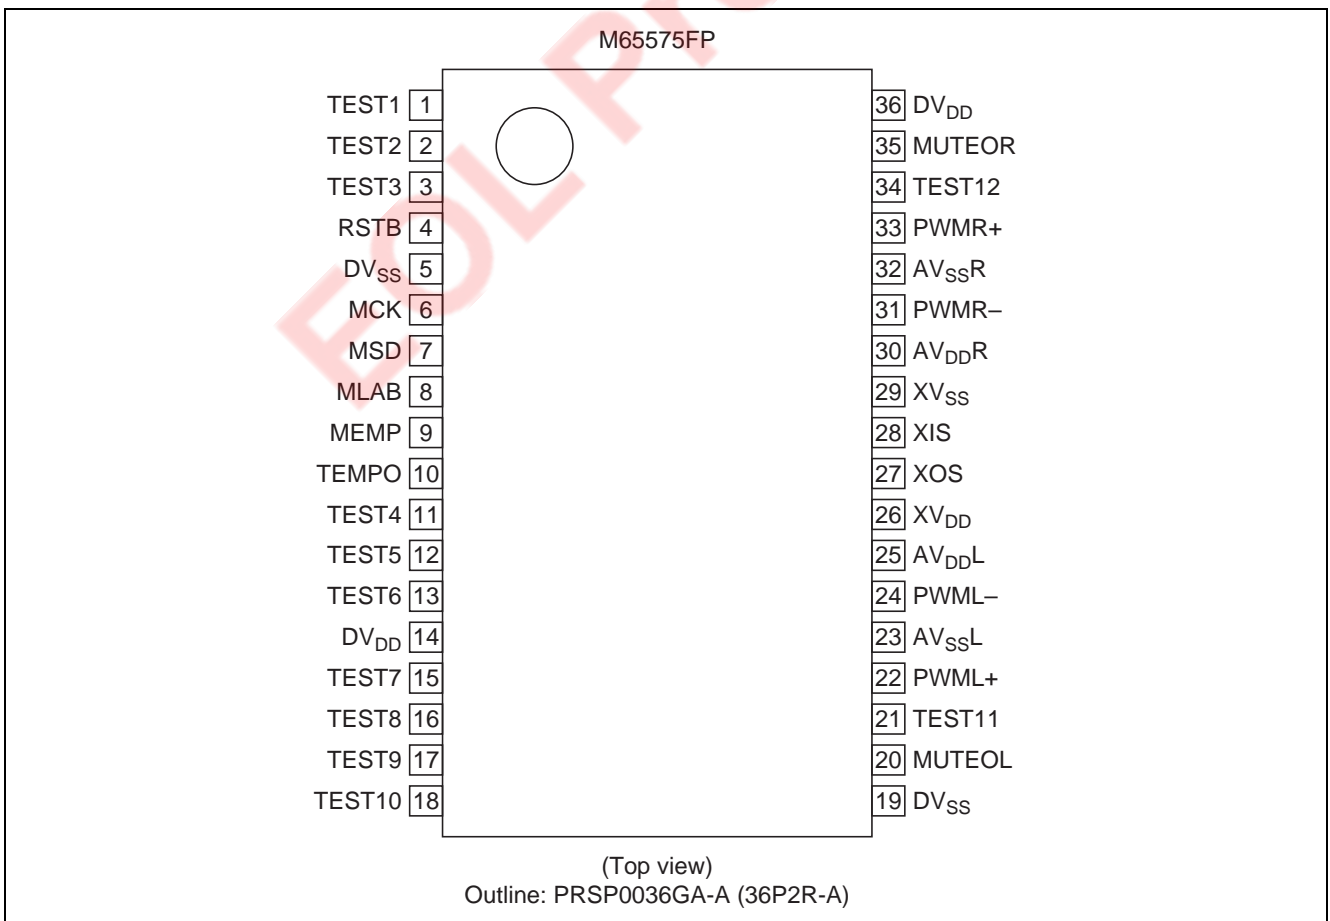 M65575FP
TEST1 1
TEST2 2
TEST3 3
RSTB 4
DVSS 5
MCK 6
MSD 7
MLAB 8
MEMP 9
TEMPO 10
TEST4 11
TEST5 12
TEST6 13
DVDD 14
TEST7 15
TEST8 16
TEST9 17
TEST10 18
36 DVDD
35 MUTEOR
34 TEST12
33 PWMR+
32 AVSSR
31 PWMR–
30 AVDDR
29 XVSS
28 XIS
27 XOS
26 XVDD
25 AVDDL
24 PWML–
23 AVSSL
22 PWML+
21 TEST11
20 MUTEOL
19 DVSS
(Top view)
Outline: PRSP0036GA-A (36P2R-A)
EOL